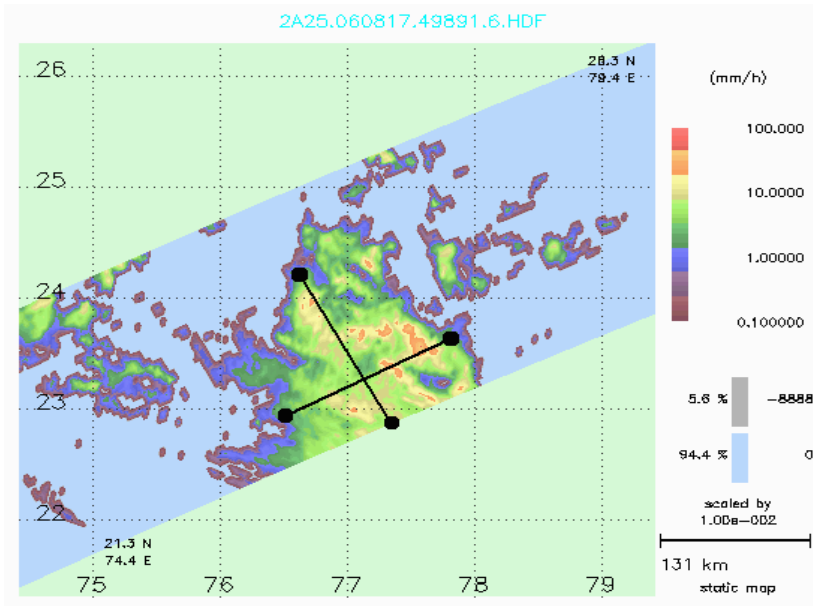 2A25.060817.49891.6.HDF
26
26.3 N
79.4 E
(mm/h)
100.000
25
10.0000
24
1.00000
0.100000
23
5.6 % -8888
94.4 % 0
22
scaled by
1.00e-002
21.3 N
74.4 E
131 km
75 76 77 78 79
static map